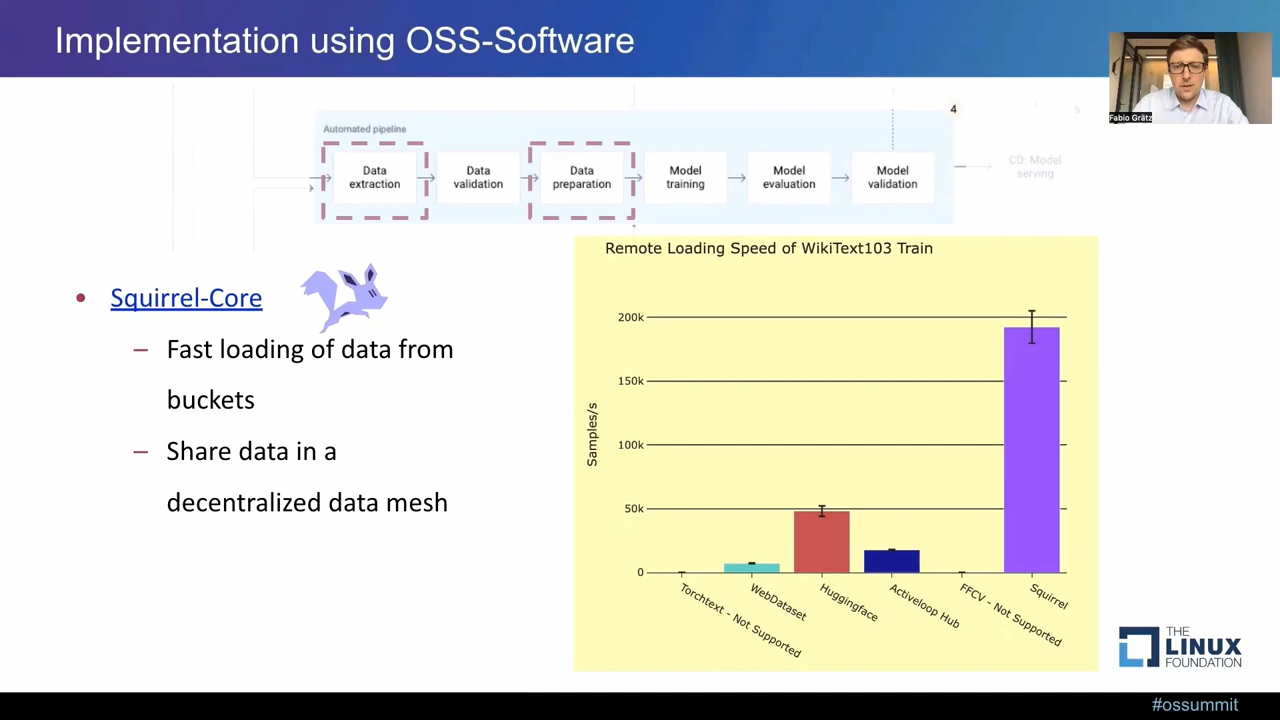 Implementation using OSS-Software
Fabio Grätz
4
Automated pipeline
Data
extraction
Data
validation
Data
preparation
Model
training
Model
evaluation
Model
validation
CD: Model
serving
• Squirrel-Core
– Fast loading of data from
buckets
– Share data in a
decentralized data mesh
Remote Loading Speed of WikiText103 Train
Samples/s
200k
150k
100k
50k
0
Torchtext - Not Supported
WebDataset
Huggingface
Activeloop Hub
FFCV - Not Supported
Squirrel
THE
LINUX
FOUNDATION
#ossummit